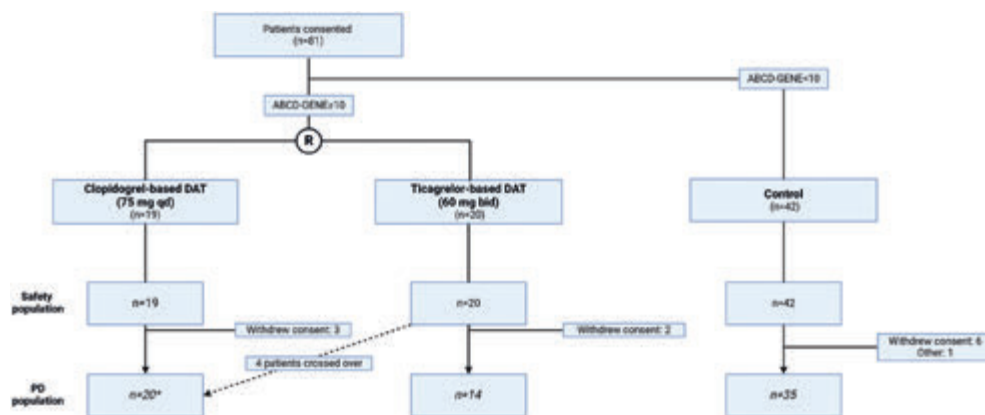 Patients consented
(n=81)
ABCD-GENE<10
ABCD-GENE≥10
R
Clopidogrel-based DAT
(75 mg qd)
(n=19)
Ticagrelor-based DAT
(60 mg bid)
(n=20)
Control
(n=42)
Safety
population
n=19
n=20
n=42
Withdrew consent: 3
Withdrew consent: 2
Withdrew consent: 6
Other: 1
4 patients crossed over
PD
population
n=20*
n=14
n=35